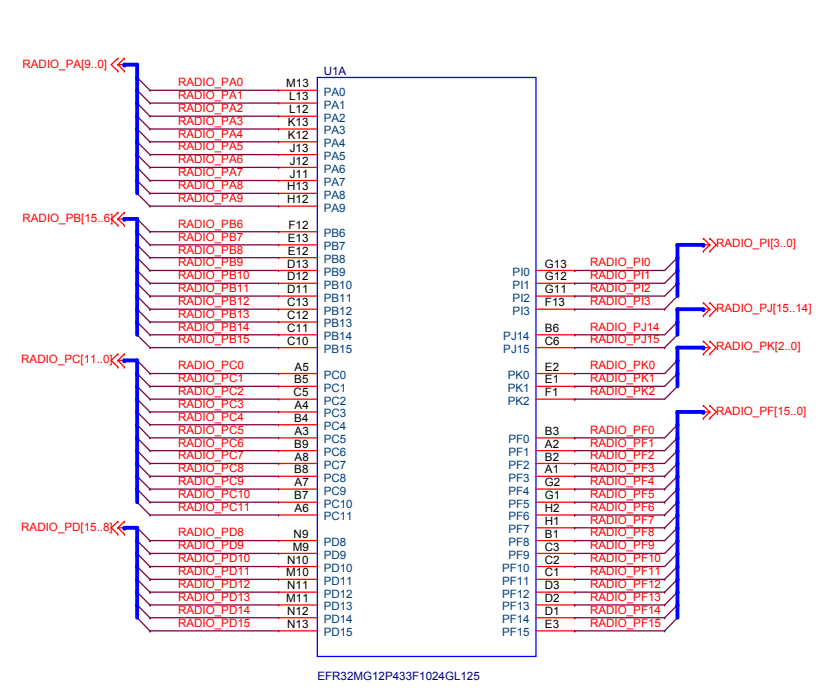 U1A
RADIO_PA[9..0]
RADIO_PA0 M13 PA0
RADIO_PA1 L13 PA1
RADIO_PA2 L12 PA2
RADIO_PA3 K13 PA3
RADIO_PA4 K12 PA4
RADIO_PA5 J13 PA5
RADIO_PA6 J12 PA6
RADIO_PA7 J11 PA7
RADIO_PA8 H13 PA8
RADIO_PA9 H12 PA9
RADIO_PB[15..6]
RADIO_PB6 F12 PB6
RADIO_PB7 E13 PB7
RADIO_PB8 E12 PB8
RADIO_PB9 D13 PB9
RADIO_PB10 D12 PB10
RADIO_PB11 D11 PB11
RADIO_PB12 C13 PB12
RADIO_PB13 C12 PB13
RADIO_PB14 C11 PB14
RADIO_PB15 C10 PB15
RADIO_PC[11..0]
RADIO_PC0 A5 PC0
RADIO_PC1 B5 PC1
RADIO_PC2 C5 PC2
RADIO_PC3 A4 PC3
RADIO_PC4 B4 PC4
RADIO_PC5 A3 PC5
RADIO_PC6 B9 PC6
RADIO_PC7 A8 PC7
RADIO_PC8 B8 PC8
RADIO_PC9 A7 PC9
RADIO_PC10 B7 PC10
RADIO_PC11 A6 PC11
RADIO_PD[15..8]
RADIO_PD8 N9 PD8
RADIO_PD9 M9 PD9
RADIO_PD10 N10 PD10
RADIO_PD11 M10 PD11
RADIO_PD12 N11 PD12
RADIO_PD13 M11 PD13
RADIO_PD14 N12 PD14
RADIO_PD15 N13 PD15
RADIO_PI[3..0]
PI0 G13 RADIO_PI0
PI1 G12 RADIO_PI1
PI2 G11 RADIO_PI2
PI3 F13 RADIO_PI3
RADIO_PJ[15..14]
PJ14 B6 RADIO_PJ14
PJ15 C6 RADIO_PJ15
RADIO_PK[2..0]
PK0 E2 RADIO_PK0
PK1 E1 RADIO_PK1
PK2 F1 RADIO_PK2
RADIO_PF[15..0]
PF0 B3 RADIO_PF0
PF1 A2 RADIO_PF1
PF2 B2 RADIO_PF2
PF3 A1 RADIO_PF3
PF4 G2 RADIO_PF4
PF5 G1 RADIO_PF5
PF6 H2 RADIO_PF6
PF7 H1 RADIO_PF7
PF8 B1 RADIO_PF8
PF9 C3 RADIO_PF9
PF10 C2 RADIO_PF10
PF11 C1 RADIO_PF11
PF12 D3 RADIO_PF12
PF13 D2 RADIO_PF13
PF14 D1 RADIO_PF14
PF15 E3 RADIO_PF15
EFR32MG12P433F1024GL125